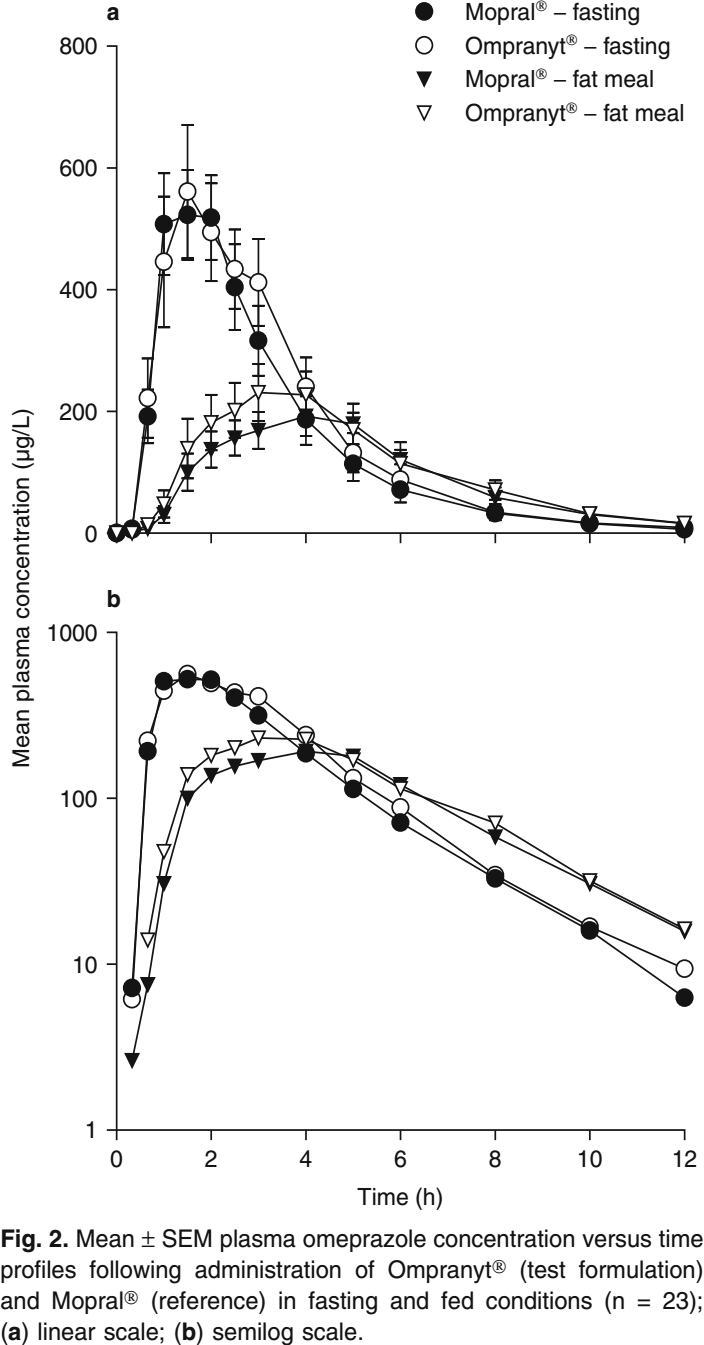 a
Mopral® – fasting
Ompranyt® – fasting
Mopral® – fat meal
Ompranyt® – fat meal
800
600
400
200
0
Mean plasma concentration (μg/L)
b
1000
100
10
1
0 2 4 6 8 10 12
Time (h)
Fig. 2. Mean ± SEM plasma omeprazole concentration versus time
profiles following administration of Ompranyt® (test formulation)
and Mopral® (reference) in fasting and fed conditions (n = 23);
(a) linear scale; (b) semilog scale.